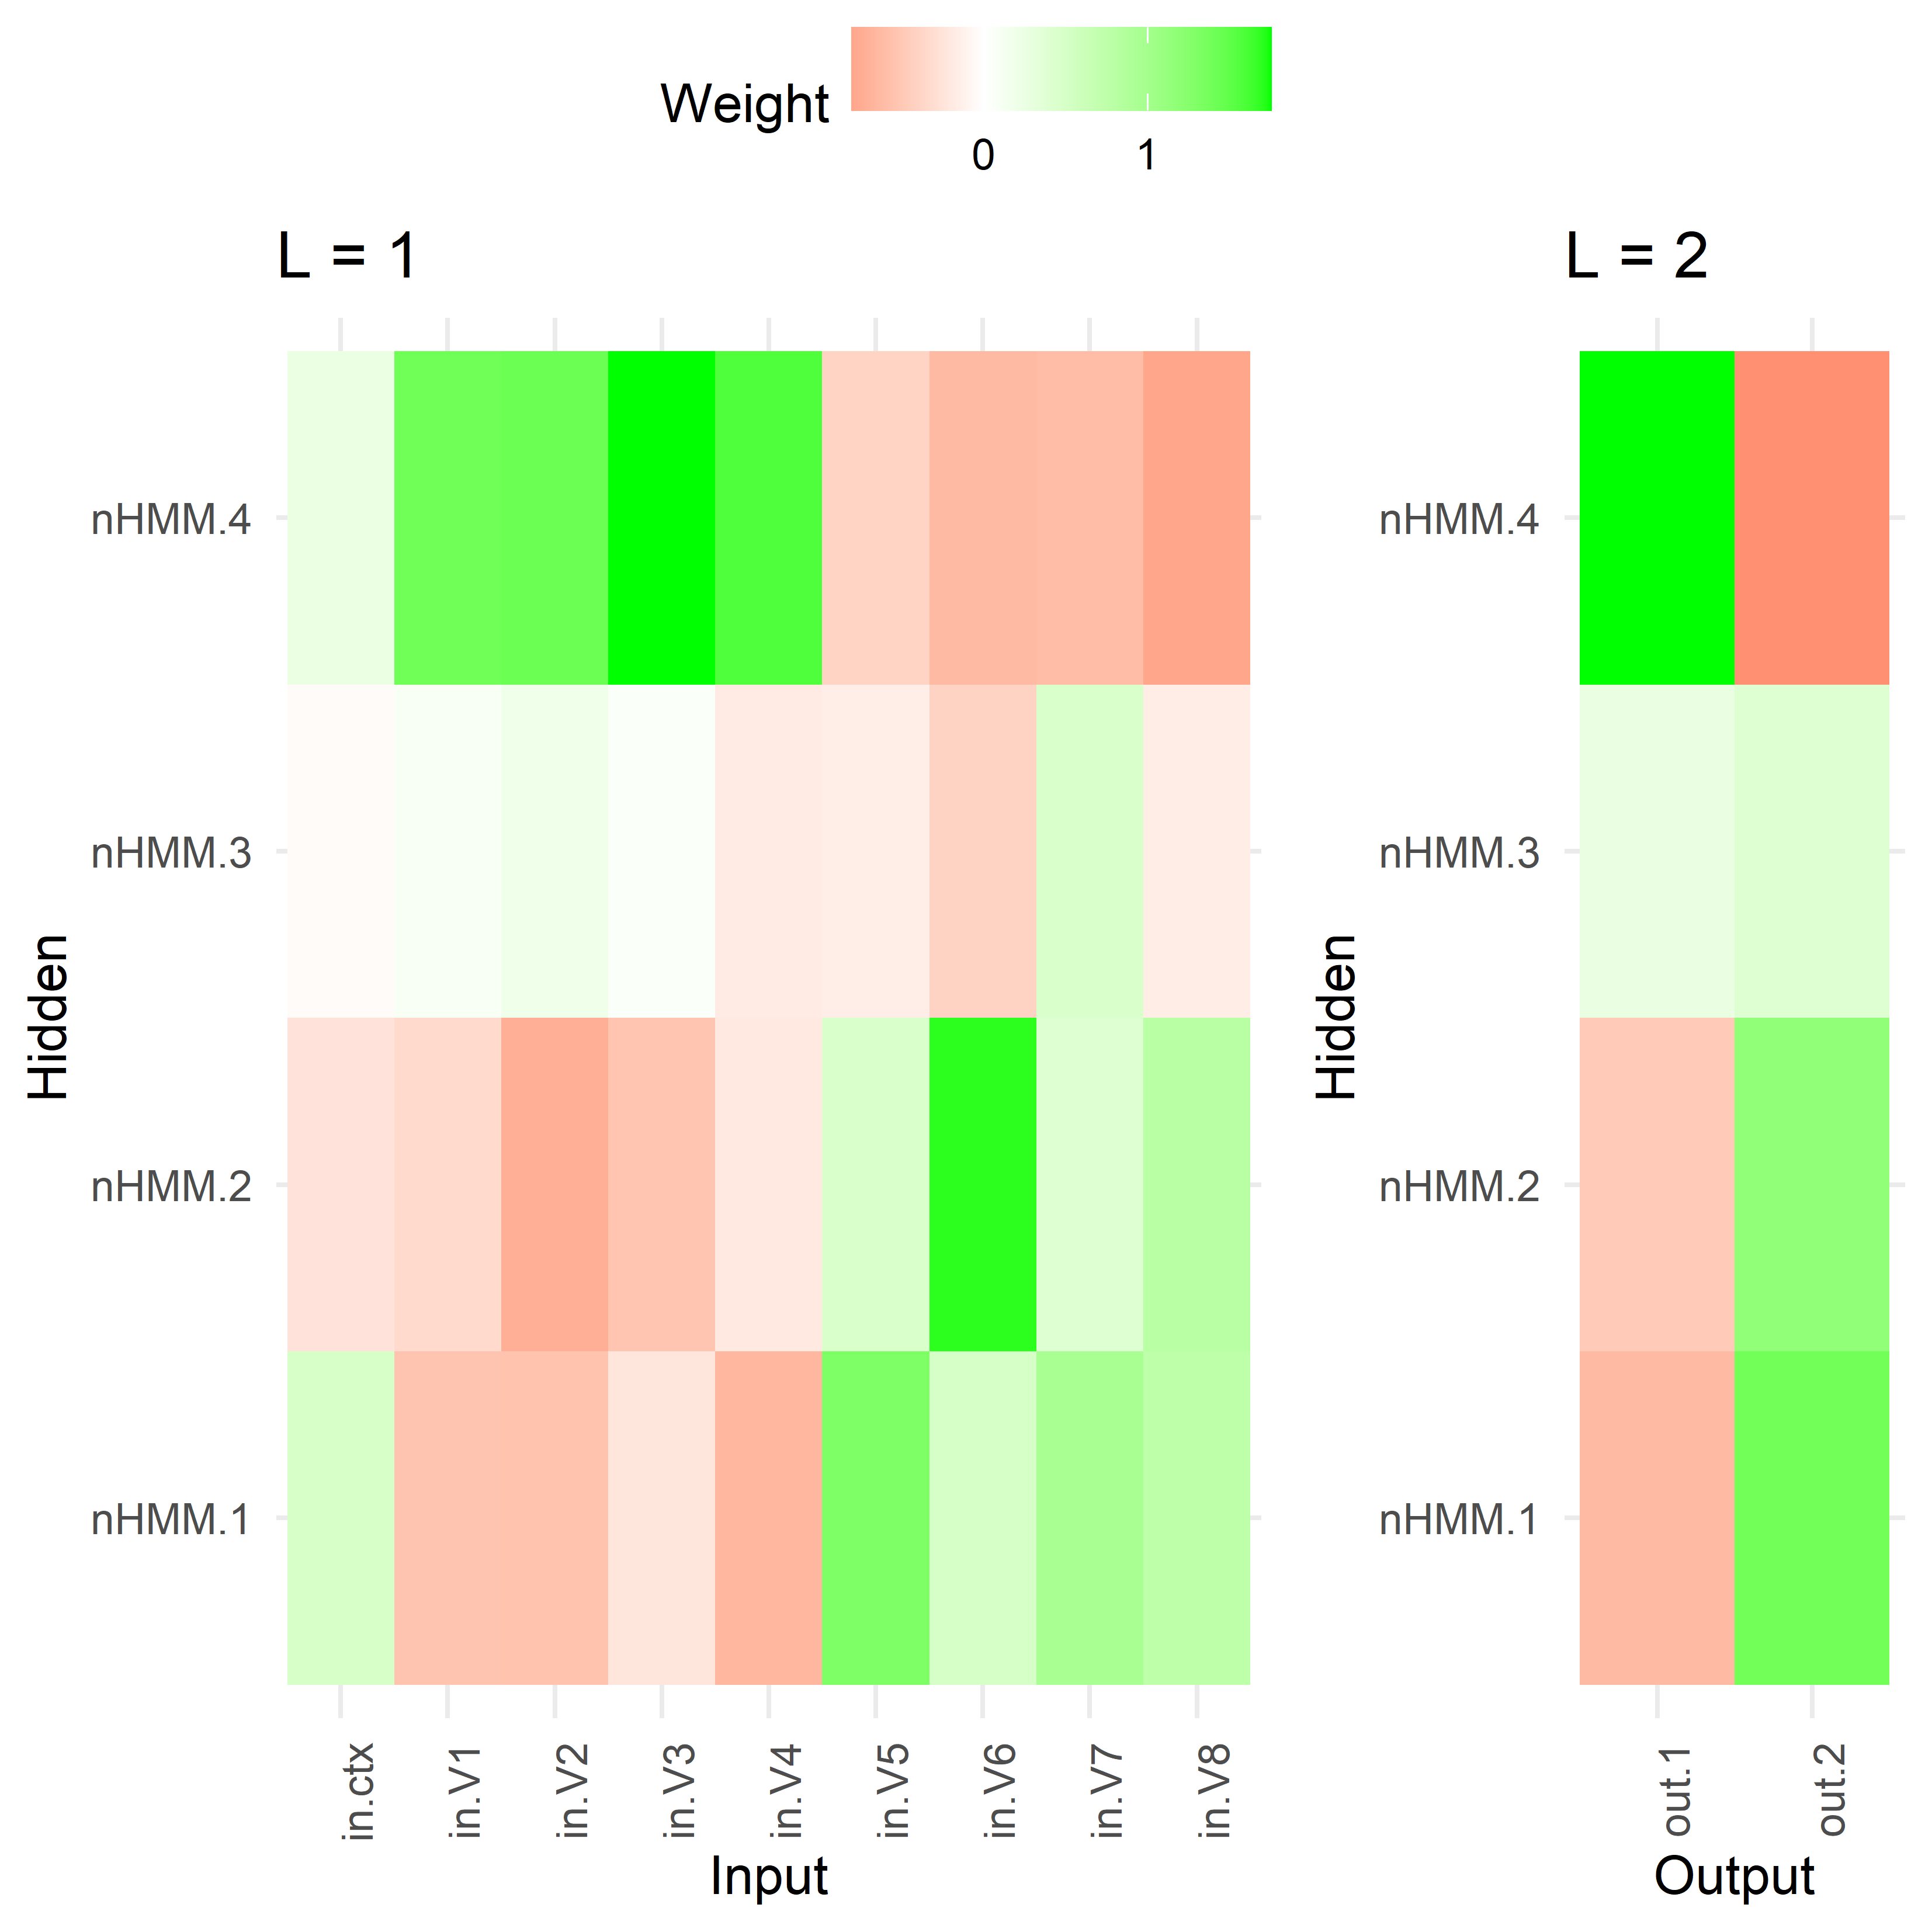 Weight
0 1
L = 1
L = 2
nHMM.4
nHMM.3
nHMM.2
nHMM.1
Hidden
in.ctx
in.V1
in.V2
in.V3
in.V4
in.V5
in.V6
in.V7
in.V8
Input
nHMM.4
nHMM.3
nHMM.2
nHMM.1
Hidden
out.1
out.2
Output